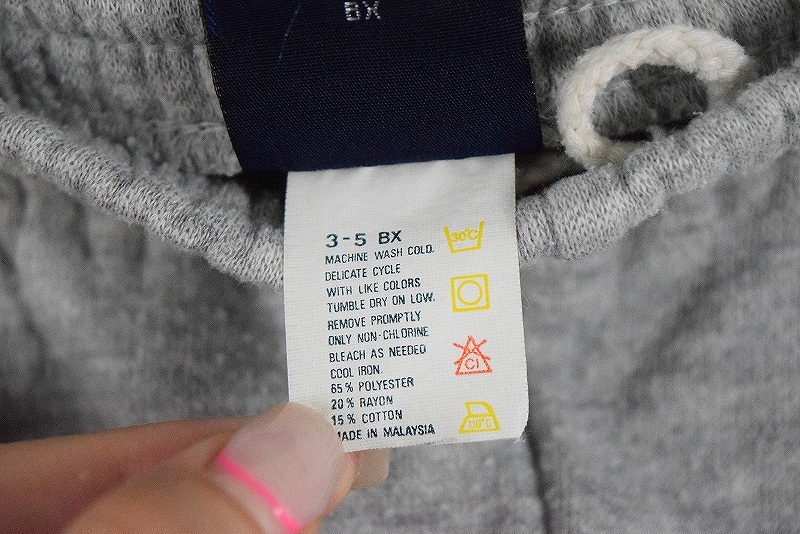 BX
3-5 BX
MACHINE WASH COLD.
DELICATE CYCLE
WITH LIKE COLORS
TUMBLE DRY ON LOW.
REMOVE PROMPTLY
ONLY NON-CHLORINE
BLEACH AS NEEDED
COOL IRON.
65% POLYESTER
20% RAYON
15% COTTON
MADE IN MALAYSIA
30°C
Cl
110°C